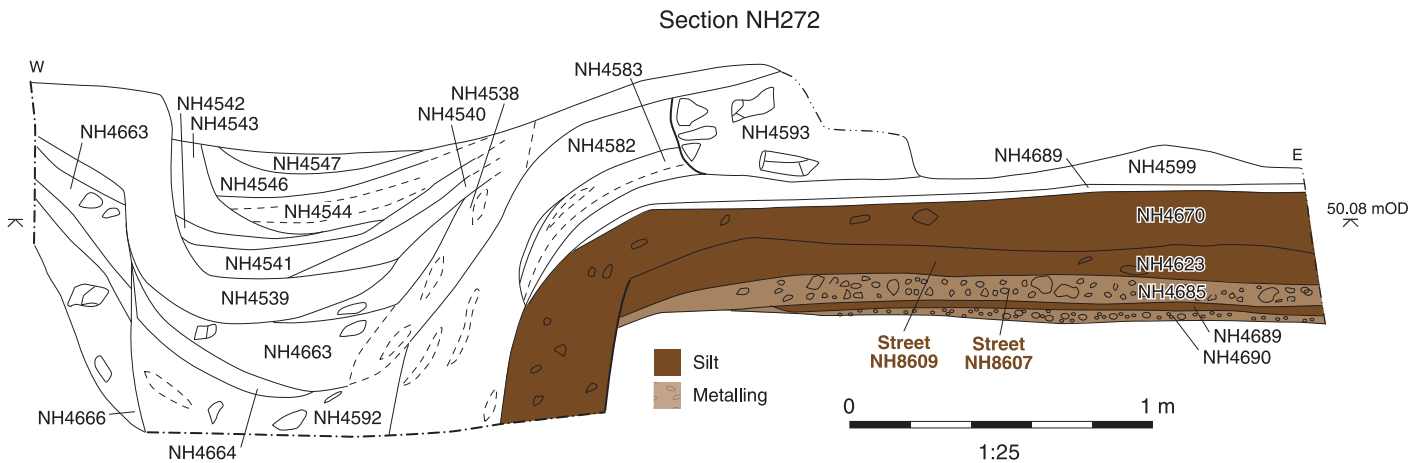 Section NH272
W
NH4583
NH4542
NH4538
NH4543
NH4540
NH4663
NH4582
NH4593
NH4547
NH4689
NH4599
E
NH4546
NH4544
NH4670
50.08 mOD
K
K
NH4541
NH4623
NH4539
NH4685
NH4663
Street
NH8609
Street
NH8607
NH4689
NH4690
Silt
Metalling
NH4666
NH4592
NH4664
0
1 m
1:25